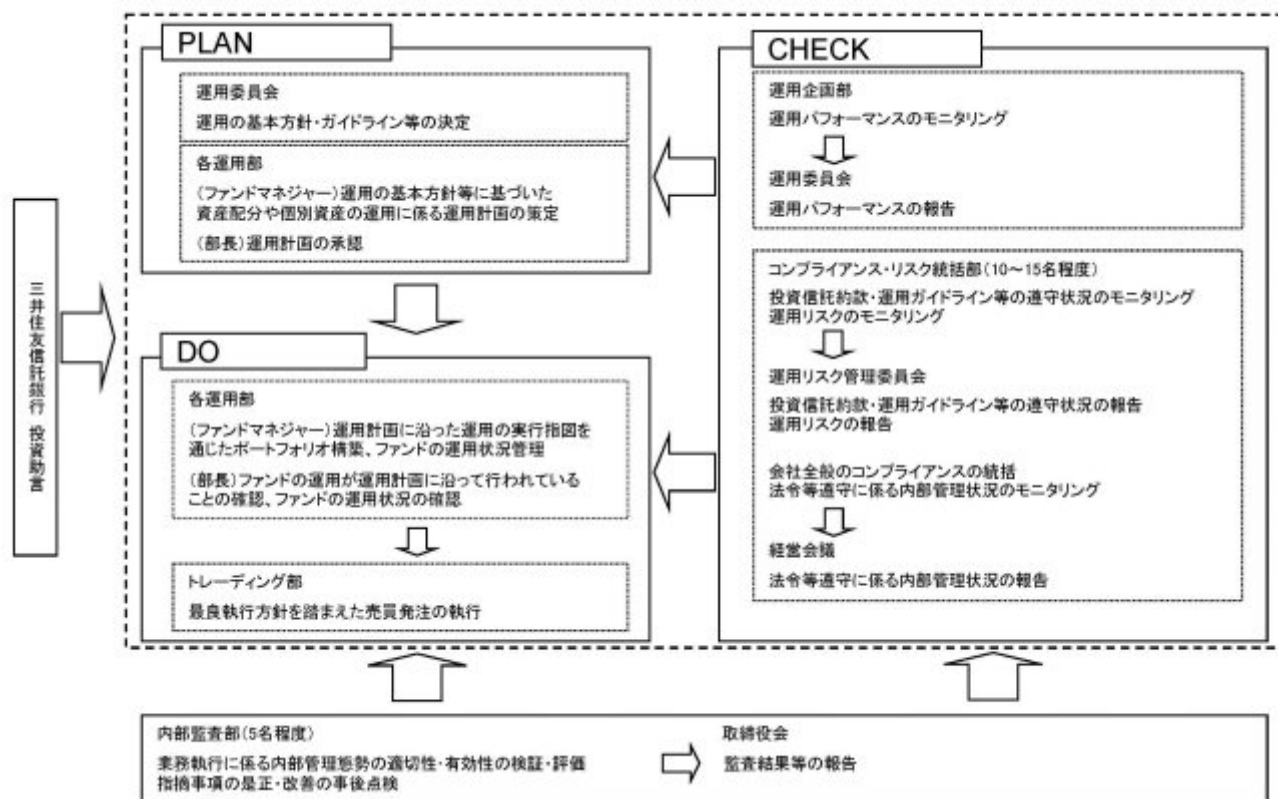 PLAN
運用委員会
運用の基本方針・ガイドライン等の決定
各運用部
(ファンドマネジャー)運用の基本方針等に基づいた
資産配分や個別資産の運用に係る運用計画の策定
(部長)運用計画の承認
DO
各運用部
(ファンドマネジャー)運用計画に沿った運用の実行指図を
通じたポートフォリオ構築、ファンドの運用状況管理
(部長)ファンドの運用が運用計画に沿って行われている
ことの確認、ファンドの運用状況の確認
トレーディング部
最良執行方針を踏まえた売買発注の執行
CHECK
運用企画部
運用パフォーマンスのモニタリング
運用委員会
運用パフォーマンスの報告
コンプライアンス・リスク統括部(10~15名程度)
投資信託約款・運用ガイドライン等の遵守状況のモニタリング
運用リスクのモニタリング
運用リスク管理委員会
投資信託約款・運用ガイドライン等の遵守状況の報告
運用リスクの報告
会社全般のコンプライアンスの統括
法令等遵守に係る内部管理状況のモニタリング
経営会議
法令等遵守に係る内部管理状況の報告
三井住友信託銀行 投資助言
内部監査部(5名程度)
業務執行に係る内部管理態勢の適切性・有効性の検証・評価
指摘事項の是正・改善の事後点検
取締役会
監査結果等の報告